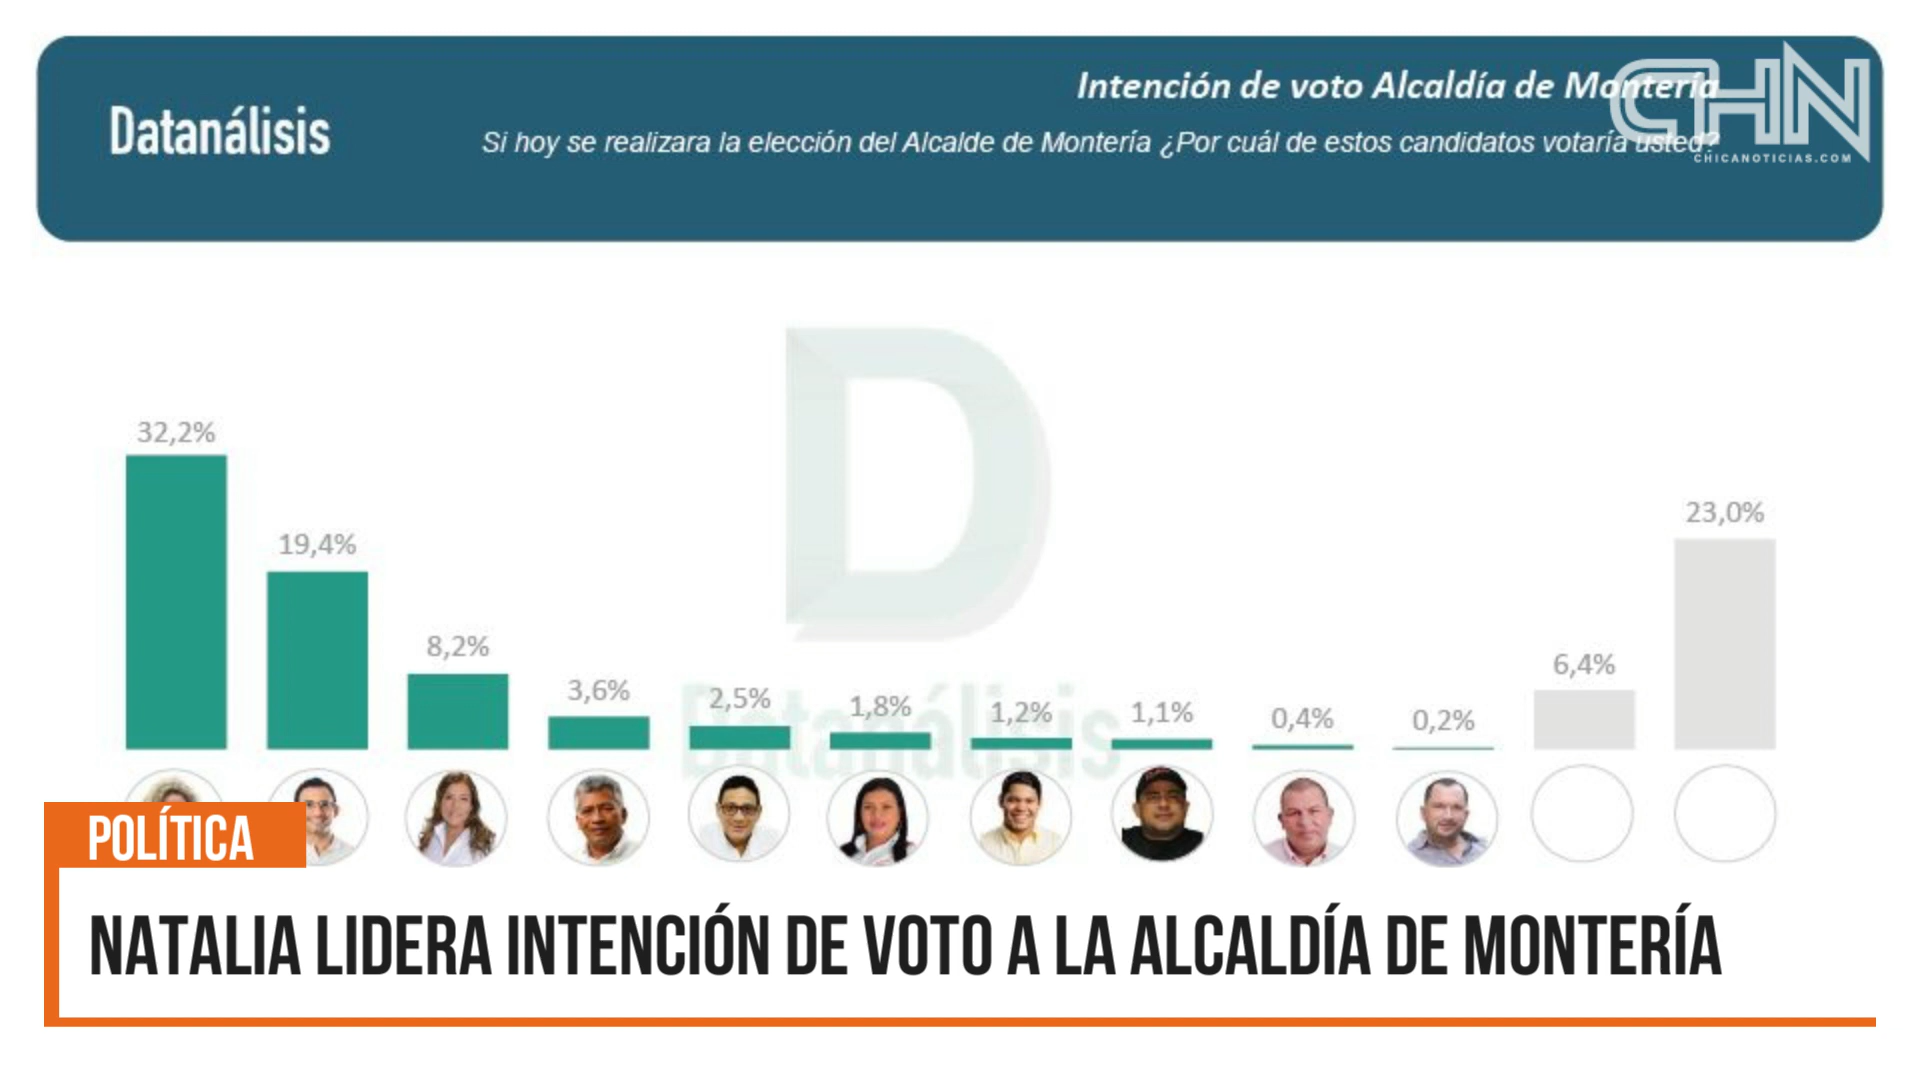 Intención de voto Alcaldía de Montería
CHN
Datanálisis
Si hoy se realizara la elección del Alcalde de Montería ¿Por cuál de estos candidatos votaría usted?
CHICANOTICIAS.COM
32,2%
19,4%
8,2%
3,6%
2,5%
1,8%
1,2%
1,1%
0,4%
0,2%
6,4%
23,0%
D
Datanálisis
POLÍTICA
NATALIA LIDERA INTENCIÓN DE VOTO A LA ALCALDÍA DE MONTERÍA